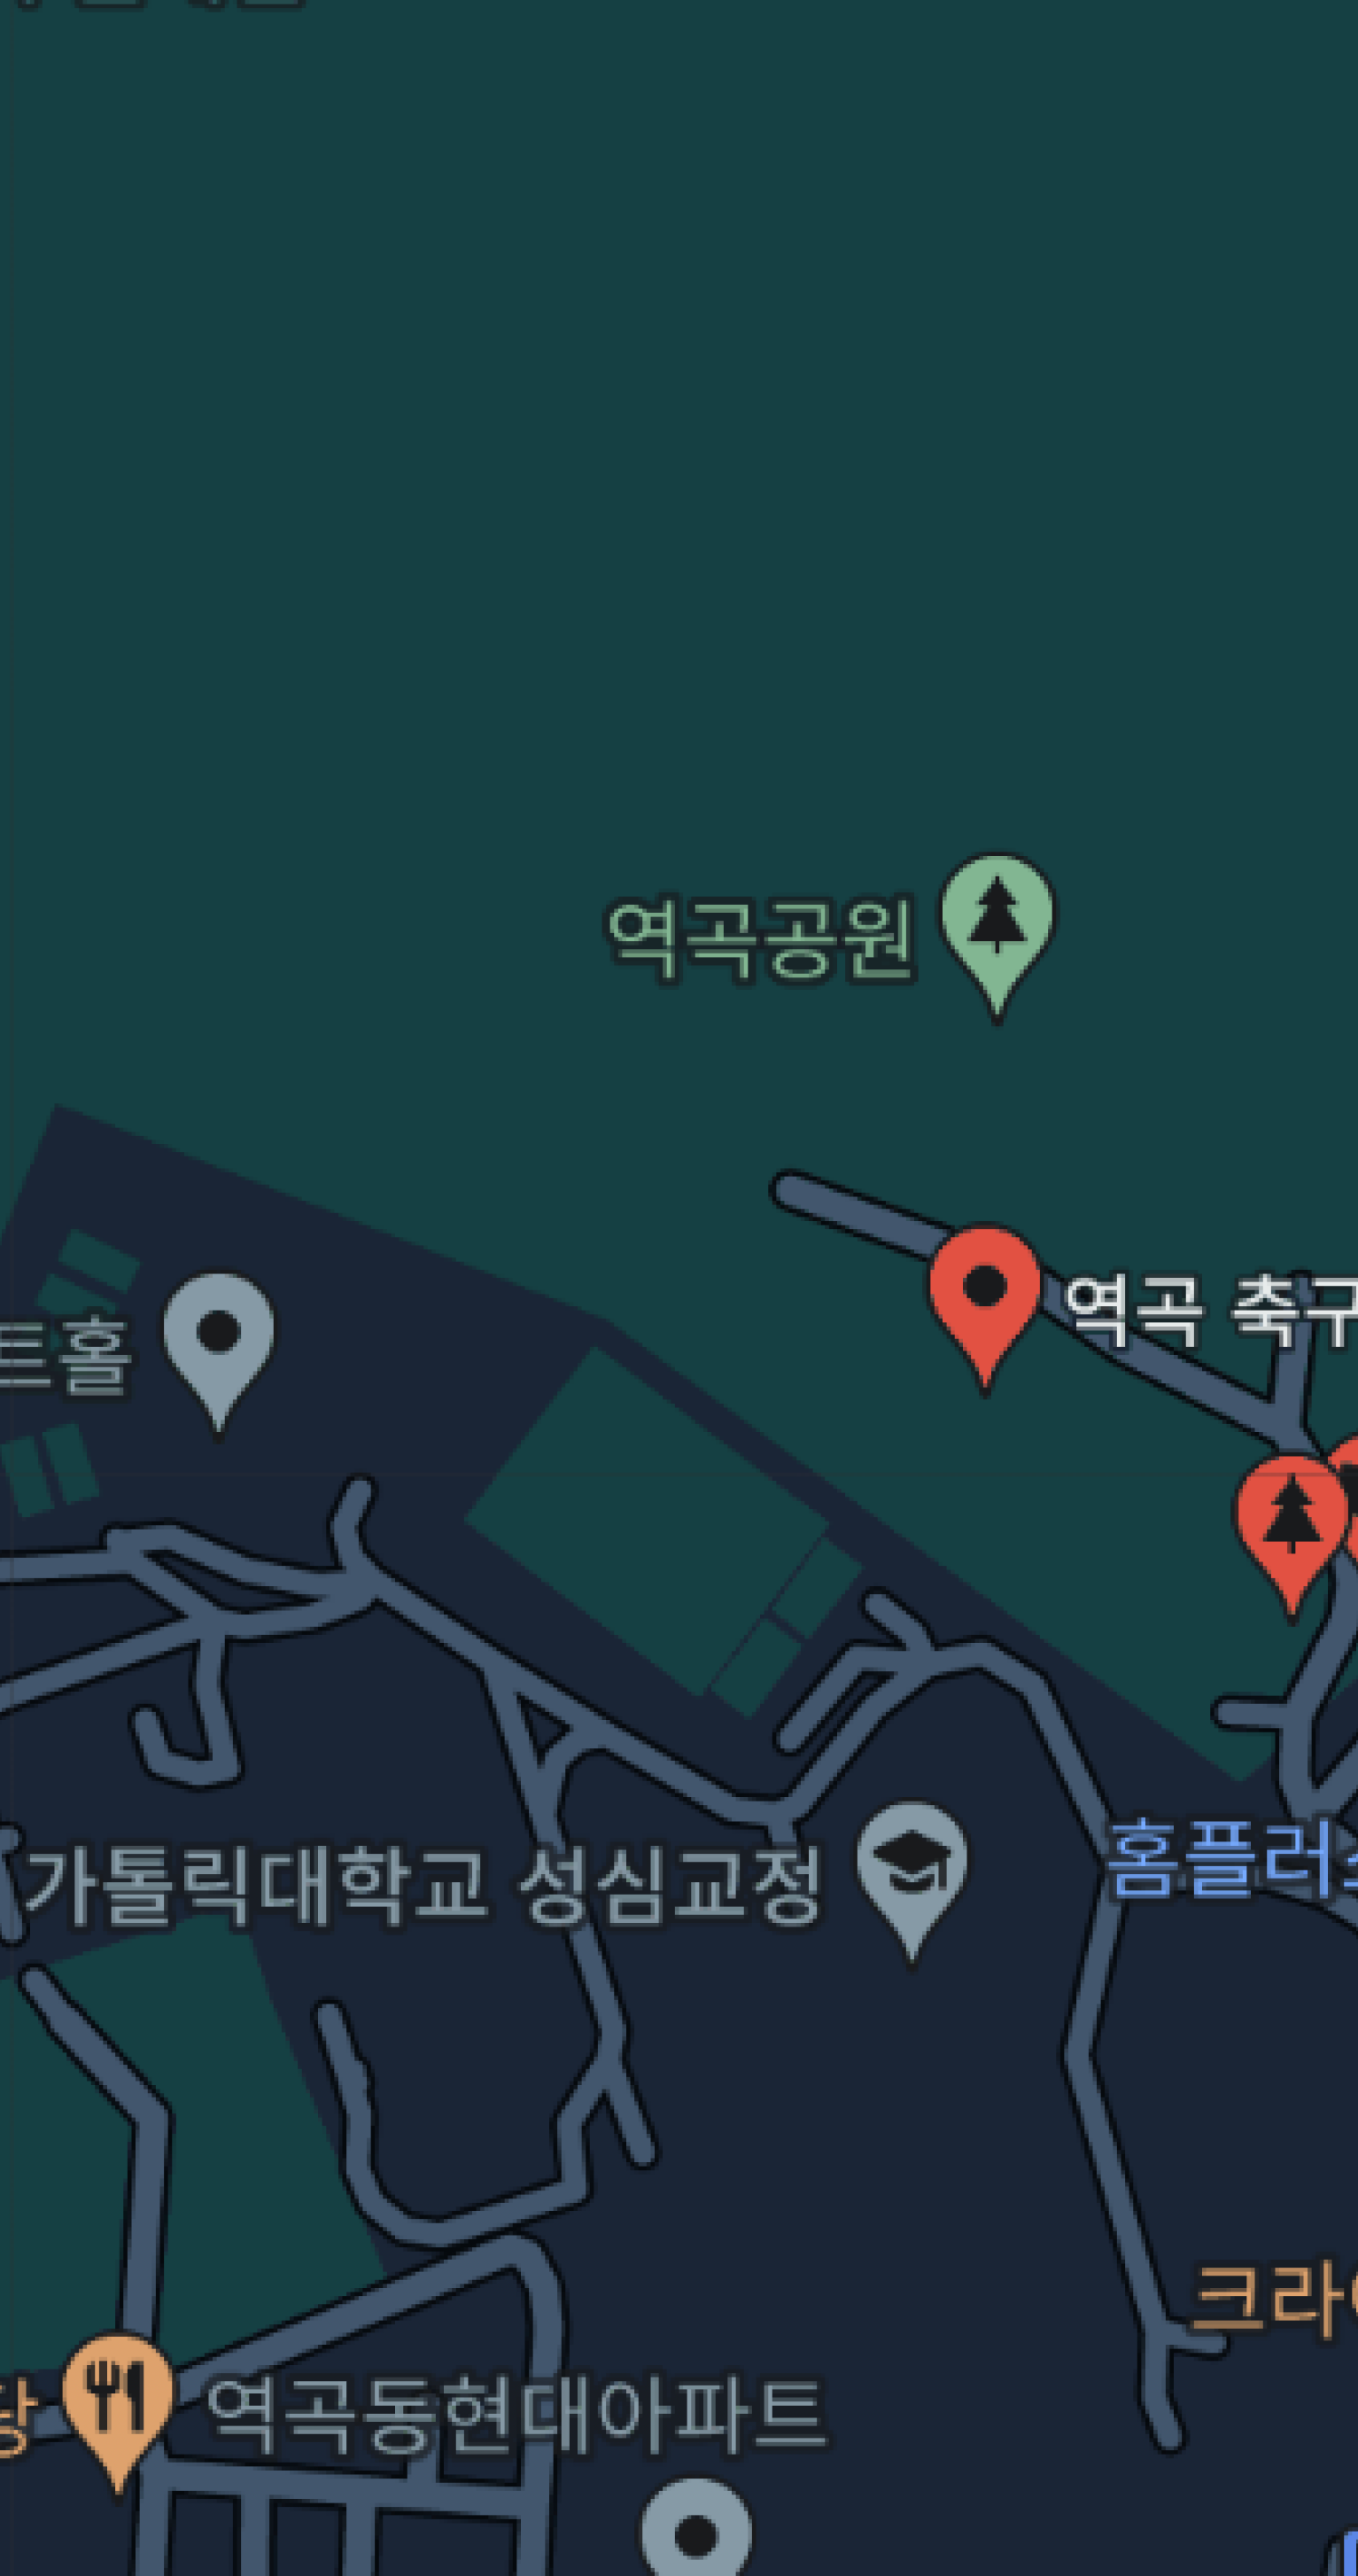 역곡공원
역곡 축구
트홀
가톨릭대학교 성심교정
홈플러스
크라
당
역곡동현대아파트